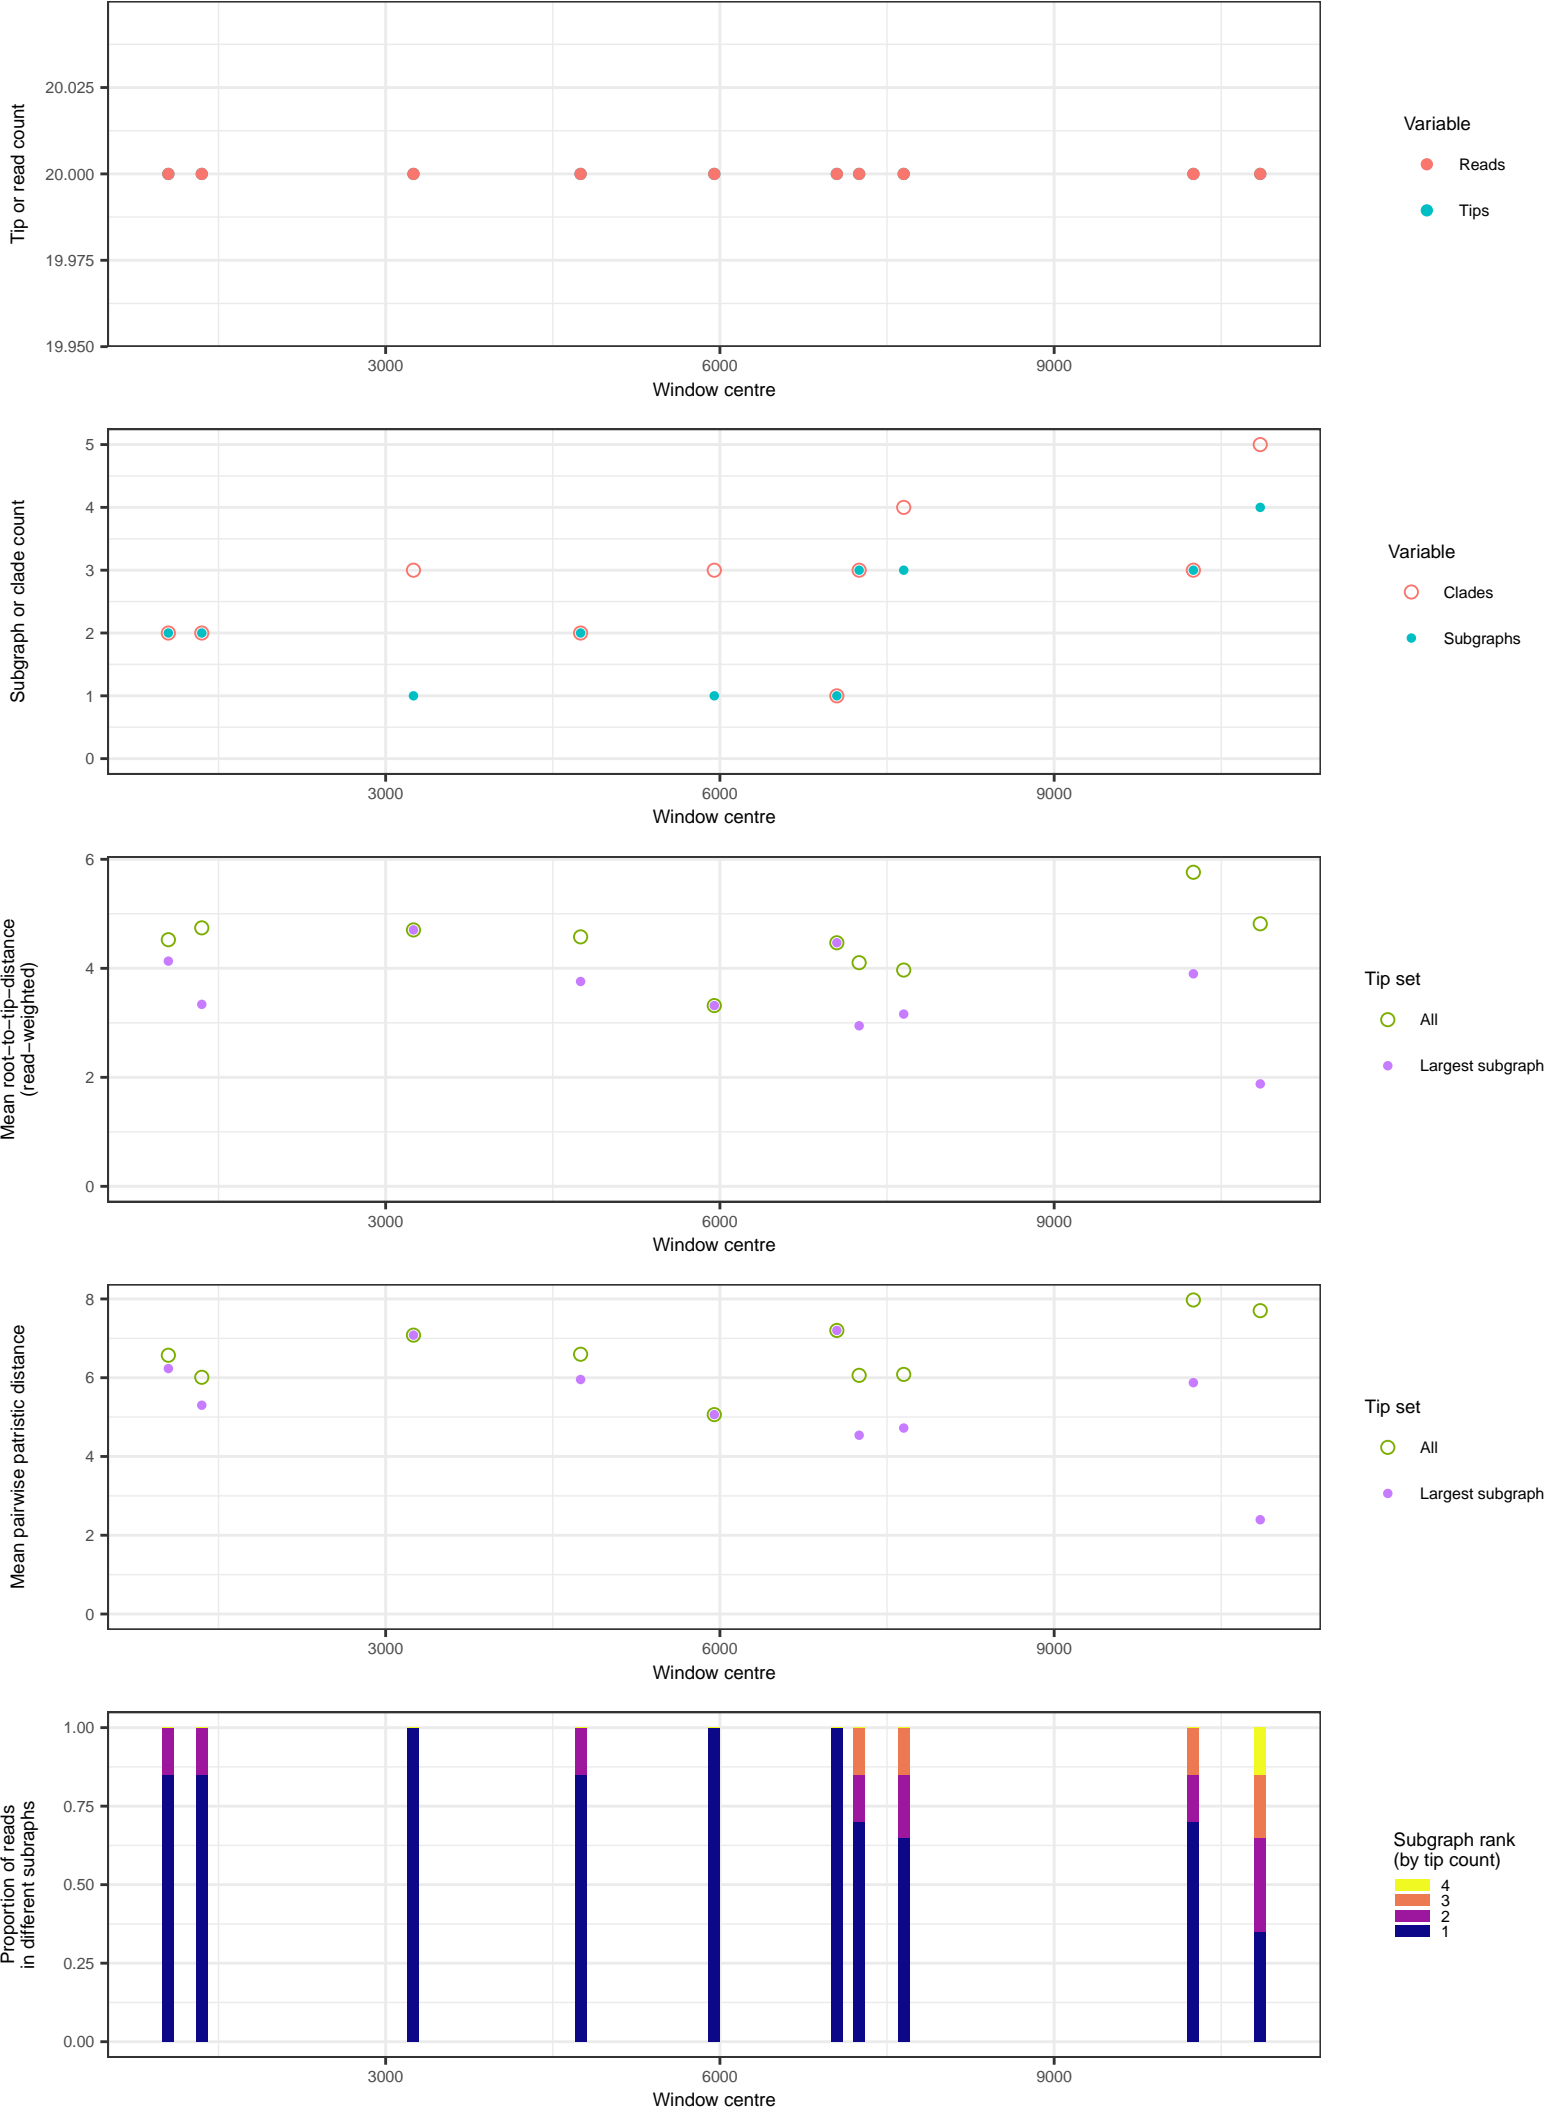 20.025
20.000
19.975
19.950
Tip or read count
3000 6000 9000
Window centre
Variable
Reads
Tips
5
4
3
2
1
0
Subgraph or clade count
3000 6000 9000
Window centre
Variable
Clades
Subgraphs
6
4
2
0
Mean root−to−tip−distance
(read−weighted)
3000 6000 9000
Window centre
Tip set
All
Largest subgraph
8
6
4
2
0
Mean pairwise patristic distance
3000 6000 9000
Window centre
Tip set
All
Largest subgraph
1.00
0.75
0.50
0.25
0.00
Proportion of reads
in different subraphs
3000 6000 9000
Window centre
Subgraph rank
(by tip count)
4
3
2
1